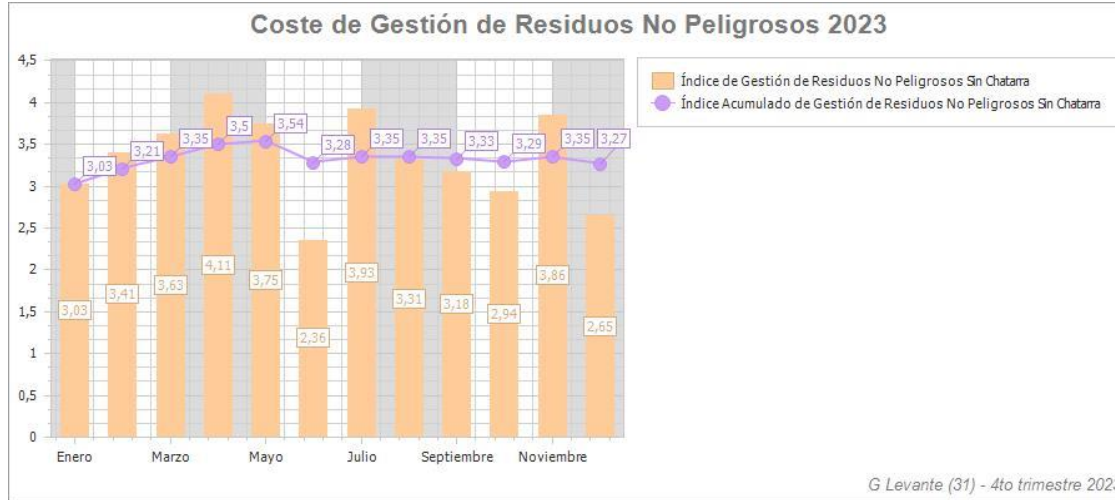 Coste de Gestión de Residuos No Peligrosos 2023
4,5
4
3,5
3
2,5
2
1,5
1
0,5
0
3,03 3,21 3,35 3,5 3,54 3,28 3,35 3,35 3,33 3,29 3,35 3,27
3,03 3,41 3,63 4,11 3,75 2,36 3,93 3,31 3,18 2,94 3,86 2,65
Enero Marzo Mayo Julio Septiembre Noviembre
Índice de Gestión de Residuos No Peligrosos Sin Chatarra
Índice Acumulado de Gestión de Residuos No Peligrosos Sin Chatarra
G Levante (31) - 4to trimestre 2023